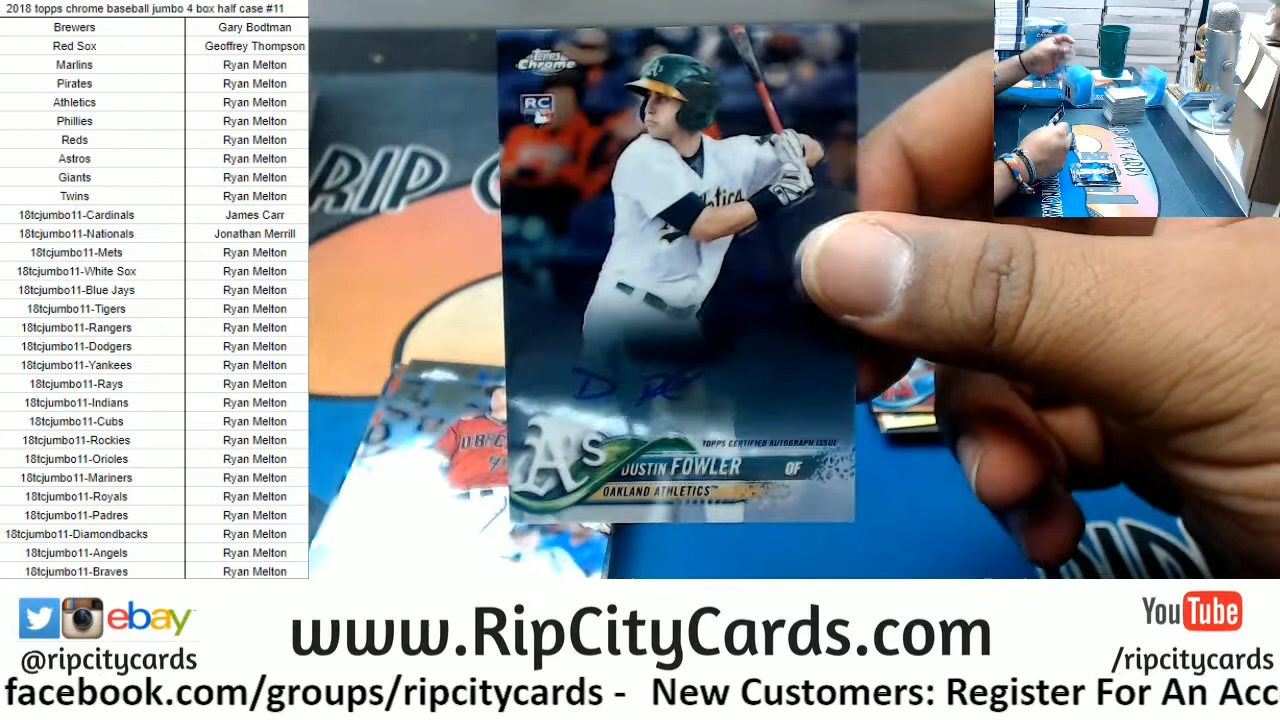 2018 topps chrome baseball jumbo 4 box half case #11
Brewers Gary Bodtman
Red Sox Geoffrey Thompson
Marlins Ryan Melton
Pirates Ryan Melton
Athletics Ryan Melton
Phillies Ryan Melton
Reds Ryan Melton
Astros Ryan Melton
Giants Ryan Melton
Twins Ryan Melton
18tcjumbo11-Cardinals James Carr
18tcjumbo11-Nationals Jonathan Merrill
18tcjumbo11-Mets Ryan Melton
18tcjumbo11-White Sox Ryan Melton
18tcjumbo11-Blue Jays Ryan Melton
18tcjumbo11-Tigers Ryan Melton
18tcjumbo11-Rangers Ryan Melton
18tcjumbo11-Dodgers Ryan Melton
18tcjumbo11-Yankees Ryan Melton
18tcjumbo11-Rays Ryan Melton
18tcjumbo11-Indians Ryan Melton
18tcjumbo11-Cubs Ryan Melton
18tcjumbo11-Rockies Ryan Melton
18tcjumbo11-Orioles Ryan Melton
18tcjumbo11-Mariners Ryan Melton
18tcjumbo11-Royals Ryan Melton
18tcjumbo11-Padres Ryan Melton
18tcjumbo11-Diamondbacks Ryan Melton
18tcjumbo11-Angels Ryan Melton
18tcjumbo11-Braves Ryan Melton
Topps
Chrome
RC
RIP C
A's
TOPPS CERTIFIED AUTOGRAPH ISSUE
DUSTIN FOWLER OF
OAKLAND ATHLETICS™
ebay
@ripcitycards
www.RipCityCards.com
YouTube
/ripcitycards
facebook.com/groups/ripcitycards - New Customers: Register For An Acc